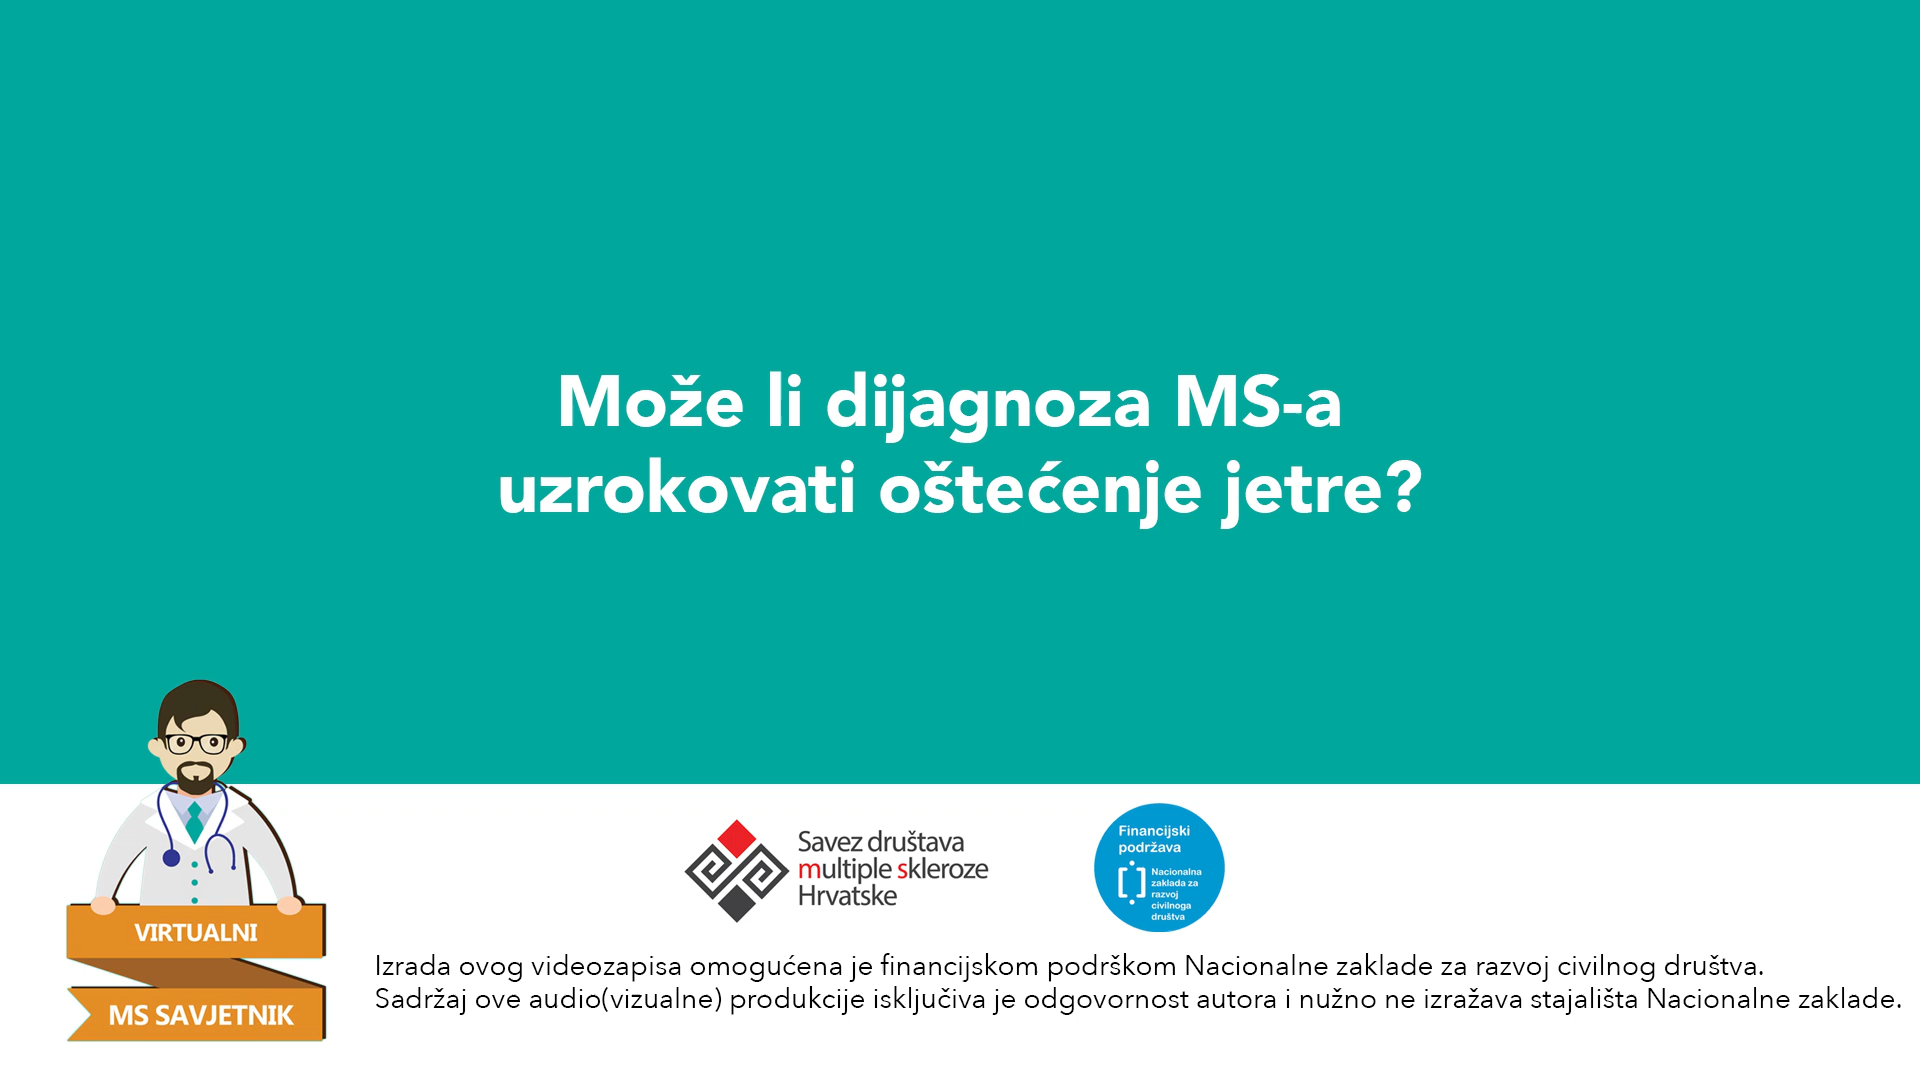 Može li dijagnoza MS-a
uzrokovati oštećenje jetre?
VIRTUALNI
MS SAVJETNIK
Savez društava
multiple skleroze
Hrvatske
Financijski
podržava
Nacionalna
zaklada za
razvoj
civilnoga
društva
Izrada ovog videozapisa omogućena je financijskom podrškom Nacionalne zaklade za razvoj civilnog društva.
Sadržaj ove audio(vizualne) produkcije isključiva je odgovornost autora i nužno ne izražava stajališta Nacionalne zaklade.